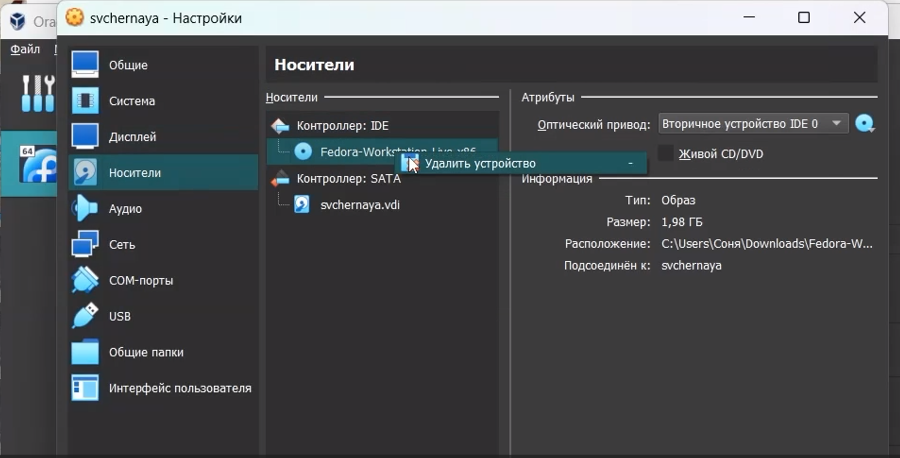 Ora
svchernaya - Настройки
Файл
Общие
Система
64
Дисплей
Носители
Аудио
Сеть
COM-порты
USB
Общие папки
Интерфейс пользователя
Носители
Носители
Контроллер: IDE
Fedora-Workstation-Live-x86
Удалить устройство -
Контроллер: SATA
svchernaya.vdi
Атрибуты
Оптический привод: Вторичное устройство IDE 0
Живой CD/DVD
Информация
Тип: Образ
Размер: 1,98 ГБ
Расположение: C:\Users\Соня\Downloads\Fedora-W...
Подсоединён к: svchernaya